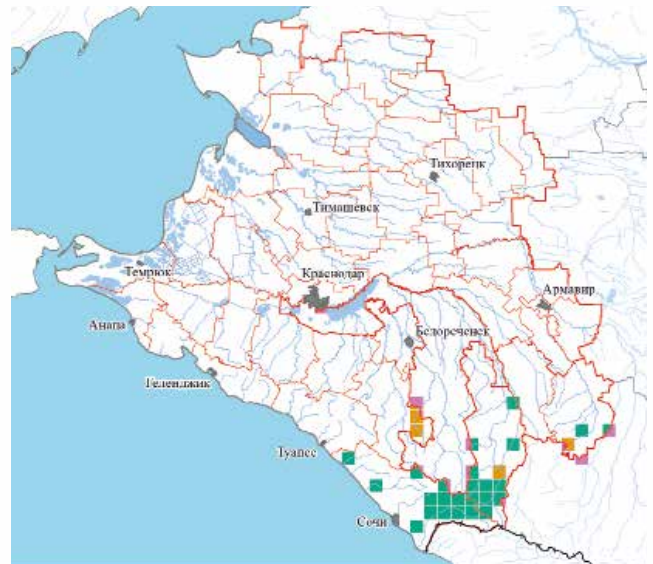 Тихорецк
Тимашевск
Темрюк
Краснодар
Армавир
Анапа
Белореченск
Геленджик
Туапсе
Сочи